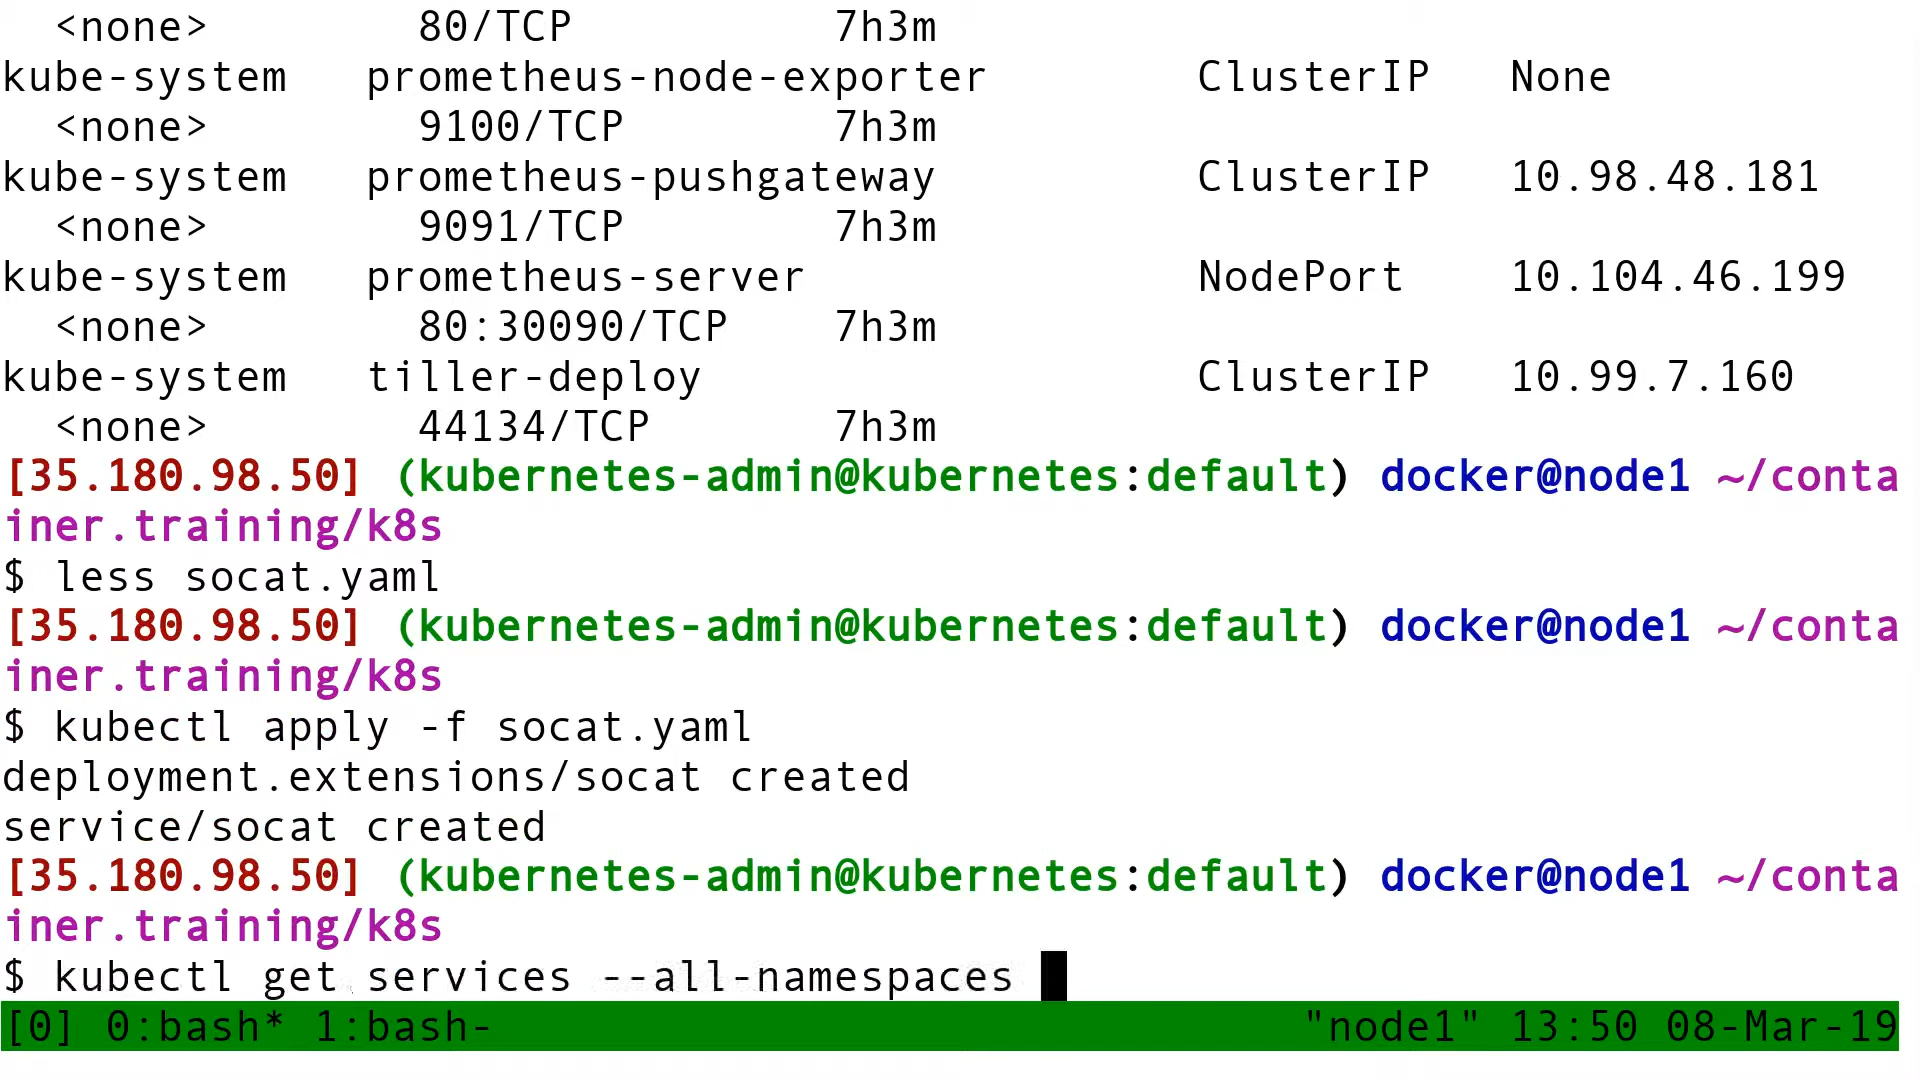 <none>        80/TCP          7h3m
kube-system   prometheus-node-exporter        ClusterIP   None
<none>        9100/TCP        7h3m
kube-system   prometheus-pushgateway          ClusterIP   10.98.48.181
<none>        9091/TCP        7h3m
kube-system   prometheus-server               NodePort    10.104.46.199
<none>        80:30090/TCP    7h3m
kube-system   tiller-deploy                   ClusterIP   10.99.7.160
<none>        44134/TCP       7h3m
[35.180.98.50] (kubernetes-admin@kubernetes:default) docker@node1 ~/conta
iner.training/k8s
$ less socat.yaml
[35.180.98.50] (kubernetes-admin@kubernetes:default) docker@node1 ~/conta
iner.training/k8s
$ kubectl apply -f socat.yaml
deployment.extensions/socat created
service/socat created
[35.180.98.50] (kubernetes-admin@kubernetes:default) docker@node1 ~/conta
iner.training/k8s
$ kubectl get services --all-namespaces
[0] 0:bash* 1:bash-    "node1" 13:50 08-Mar-19